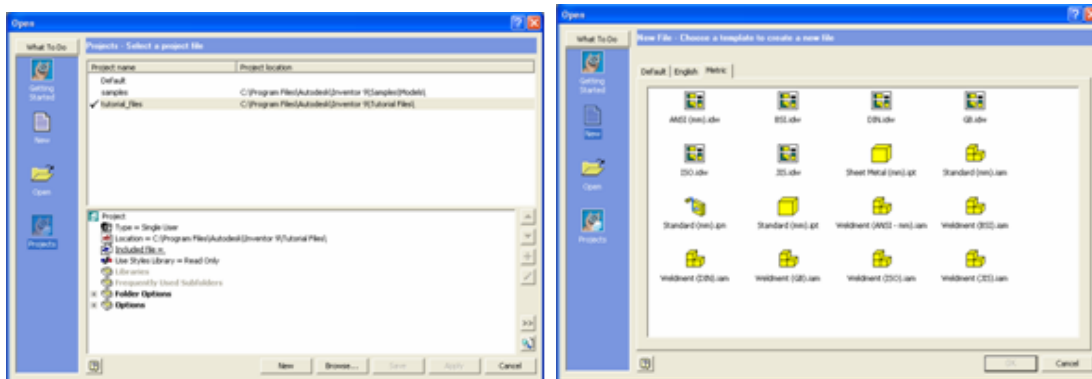 Open
What To Do
Projects - Select a project file
Getting
Started
New
Open
Projects
Project name Project location
Default
samples C:\Program Files\Autodesk\Inventor 9\Samples\Models\
tutorial_files C:\Program Files\Autodesk\Inventor 9\Tutorial Files\
Project
Type = Single User
Location = C:\Program Files\Autodesk\Inventor 9\Tutorial Files\
Included file =
Use Styles Library = Read Only
Libraries
Frequently Used Subfolders
Folder Options
Options
>>
New Browse... Save Apply Cancel
Open
What To Do
New File - Choose a template to create a new file
Getting
Started
New
Open
Projects
Default English Metric
ANSI (mm).idw BSI.idw DIN.idw GB.idw
ISO.idw JIS.idw Sheet Metal (mm).ipt Standard (mm).iam
Standard (mm).ipn Standard (mm).ipt Weldment (ANSI - mm).iam Weldment (BSI).iam
Weldment (DIN).iam Weldment (GB).iam Weldment (ISO).iam Weldment (JIS).iam
OK Cancel